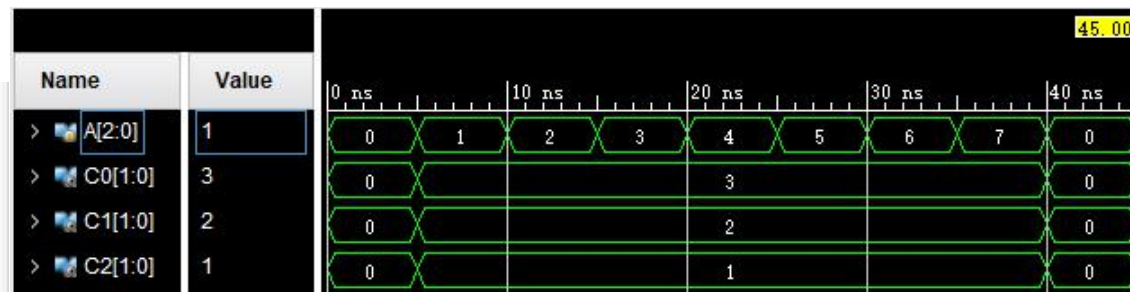 45.00
Name Value 0 ns 10 ns 20 ns 30 ns 40 ns
> A[2:0] 1 0 1 2 3 4 5 6 7 0
> C0[1:0] 3 0 3 0
> C1[1:0] 2 0 2 0
> C2[1:0] 1 0 1 0